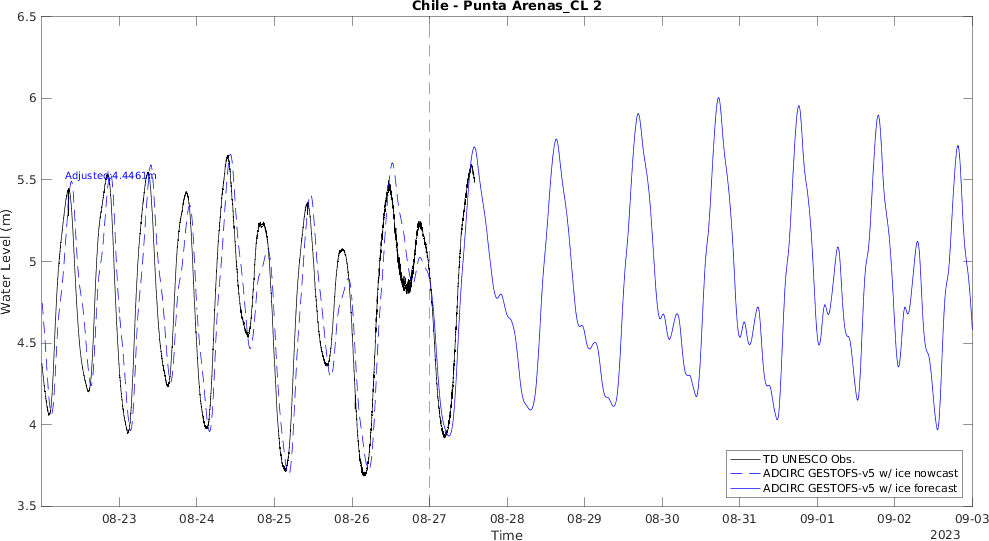 Chile - Punta Arenas_CL 2
6.5
6
5.5
5
4.5
4
3.5
Water Level (m)
Adjusted 4.4461m
TD UNESCO Obs.
ADCIRC GESTOFS-v5 w/ ice nowcast
ADCIRC GESTOFS-v5 w/ ice forecast
08-23 08-24 08-25 08-26 08-27 08-28 08-29 08-30 08-31 09-01 09-02 09-03
Time
2023